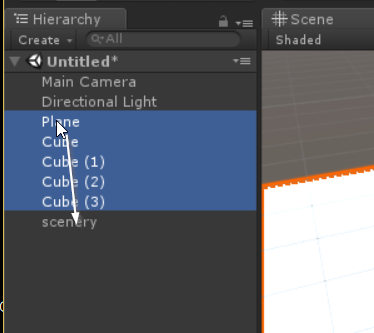 Hierarchy
Create
All
Untitled*
Main Camera
Directional Light
Plane
Cube
Cube (1)
Cube (2)
Cube (3)
scenery
Scene
Shaded